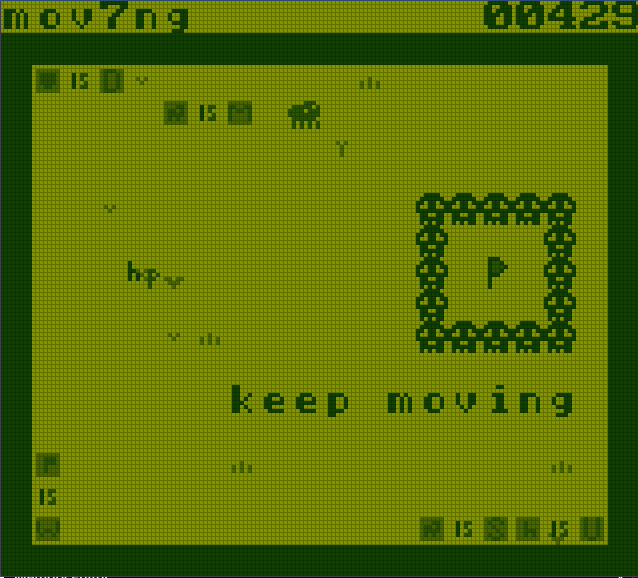 mov7ng 00429
IS D
IS
hp
keep moving
IS
IS S IS U